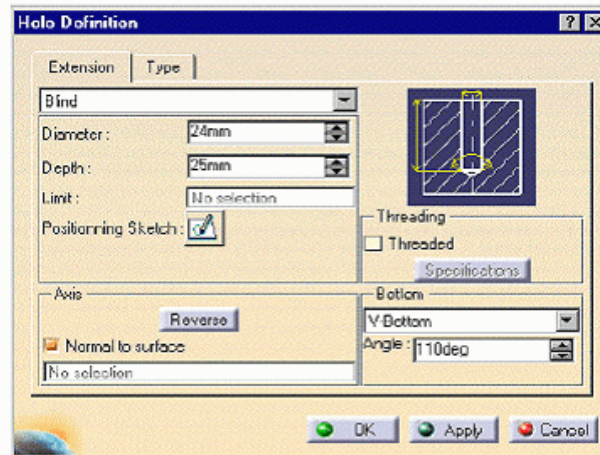 Hole Definition
Extension Type
Blind
Diameter : 24mm
Depth : 25mm
Limit : No selection
Positionning Sketch :
Threading
Threaded
Specifications
Axis
Reverse
Normal to surface
No selection
Bottom
V-Bottom
Angle : 110deg
OK Apply Cancel